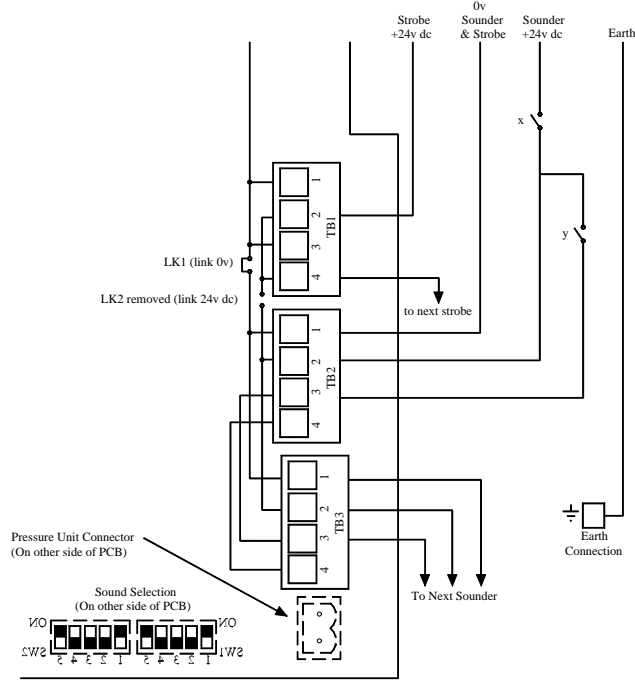 Strobe
+24v dc
0v
Sounder
& Strobe
Sounder
+24v dc
Earth
x
y
1
2
3
4
TB1
LK1 (link 0v)
LK2 removed (link 24v dc)
to next strobe
1
2
3
4
TB2
1
2
3
4
TB3
Earth
Connection
Pressure Unit Connector
(On other side of PCB)
To Next Sounder
Sound Selection
(On other side of PCB)
ON
SW2
5 4 3 2 1
ON
SW1
5 4 3 2 1